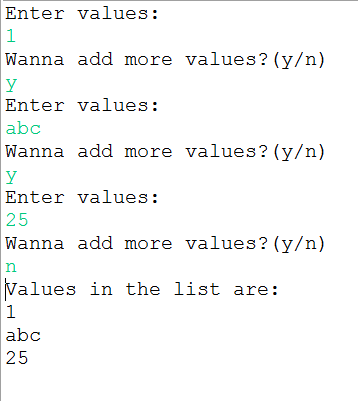 Enter values:
1
Wanna add more values?(y/n)
y
Enter values:
abc
Wanna add more values?(y/n)
y
Enter values:
25
Wanna add more values?(y/n)
n
Values in the list are:
1
abc
25